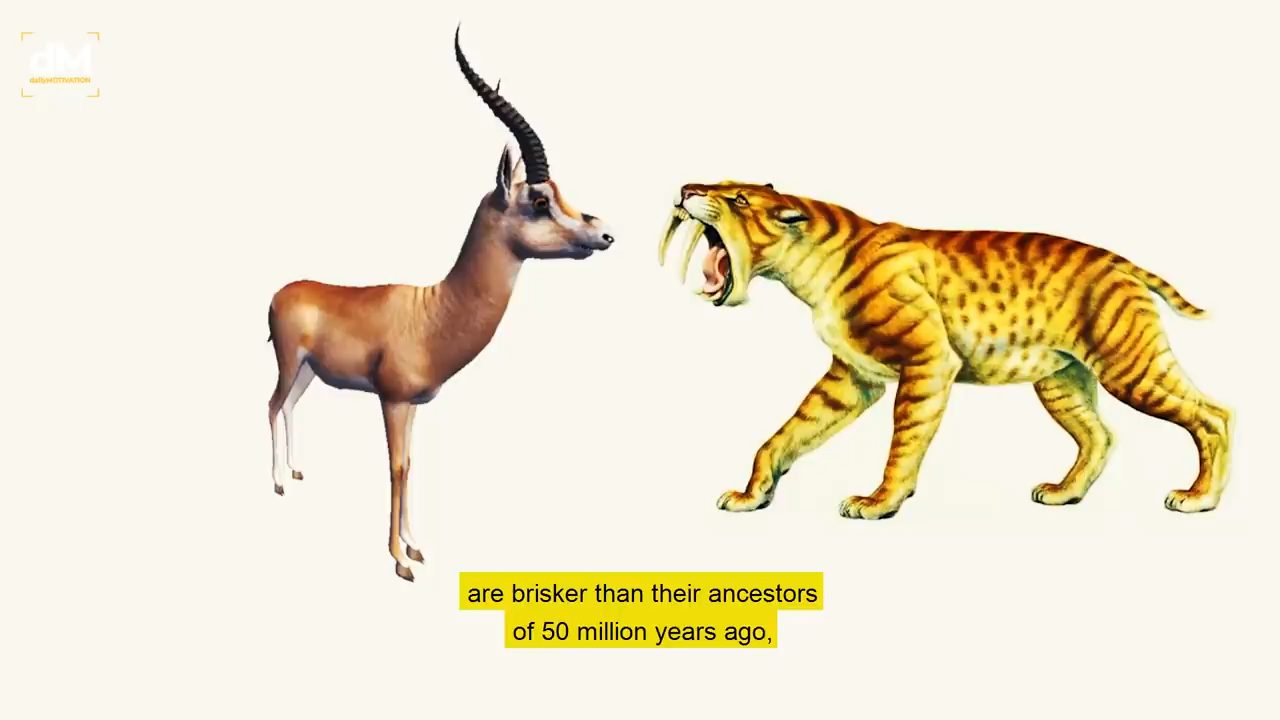 dM
dailyMOTIVATION
are brisker than their ancestors
of 50 million years ago,